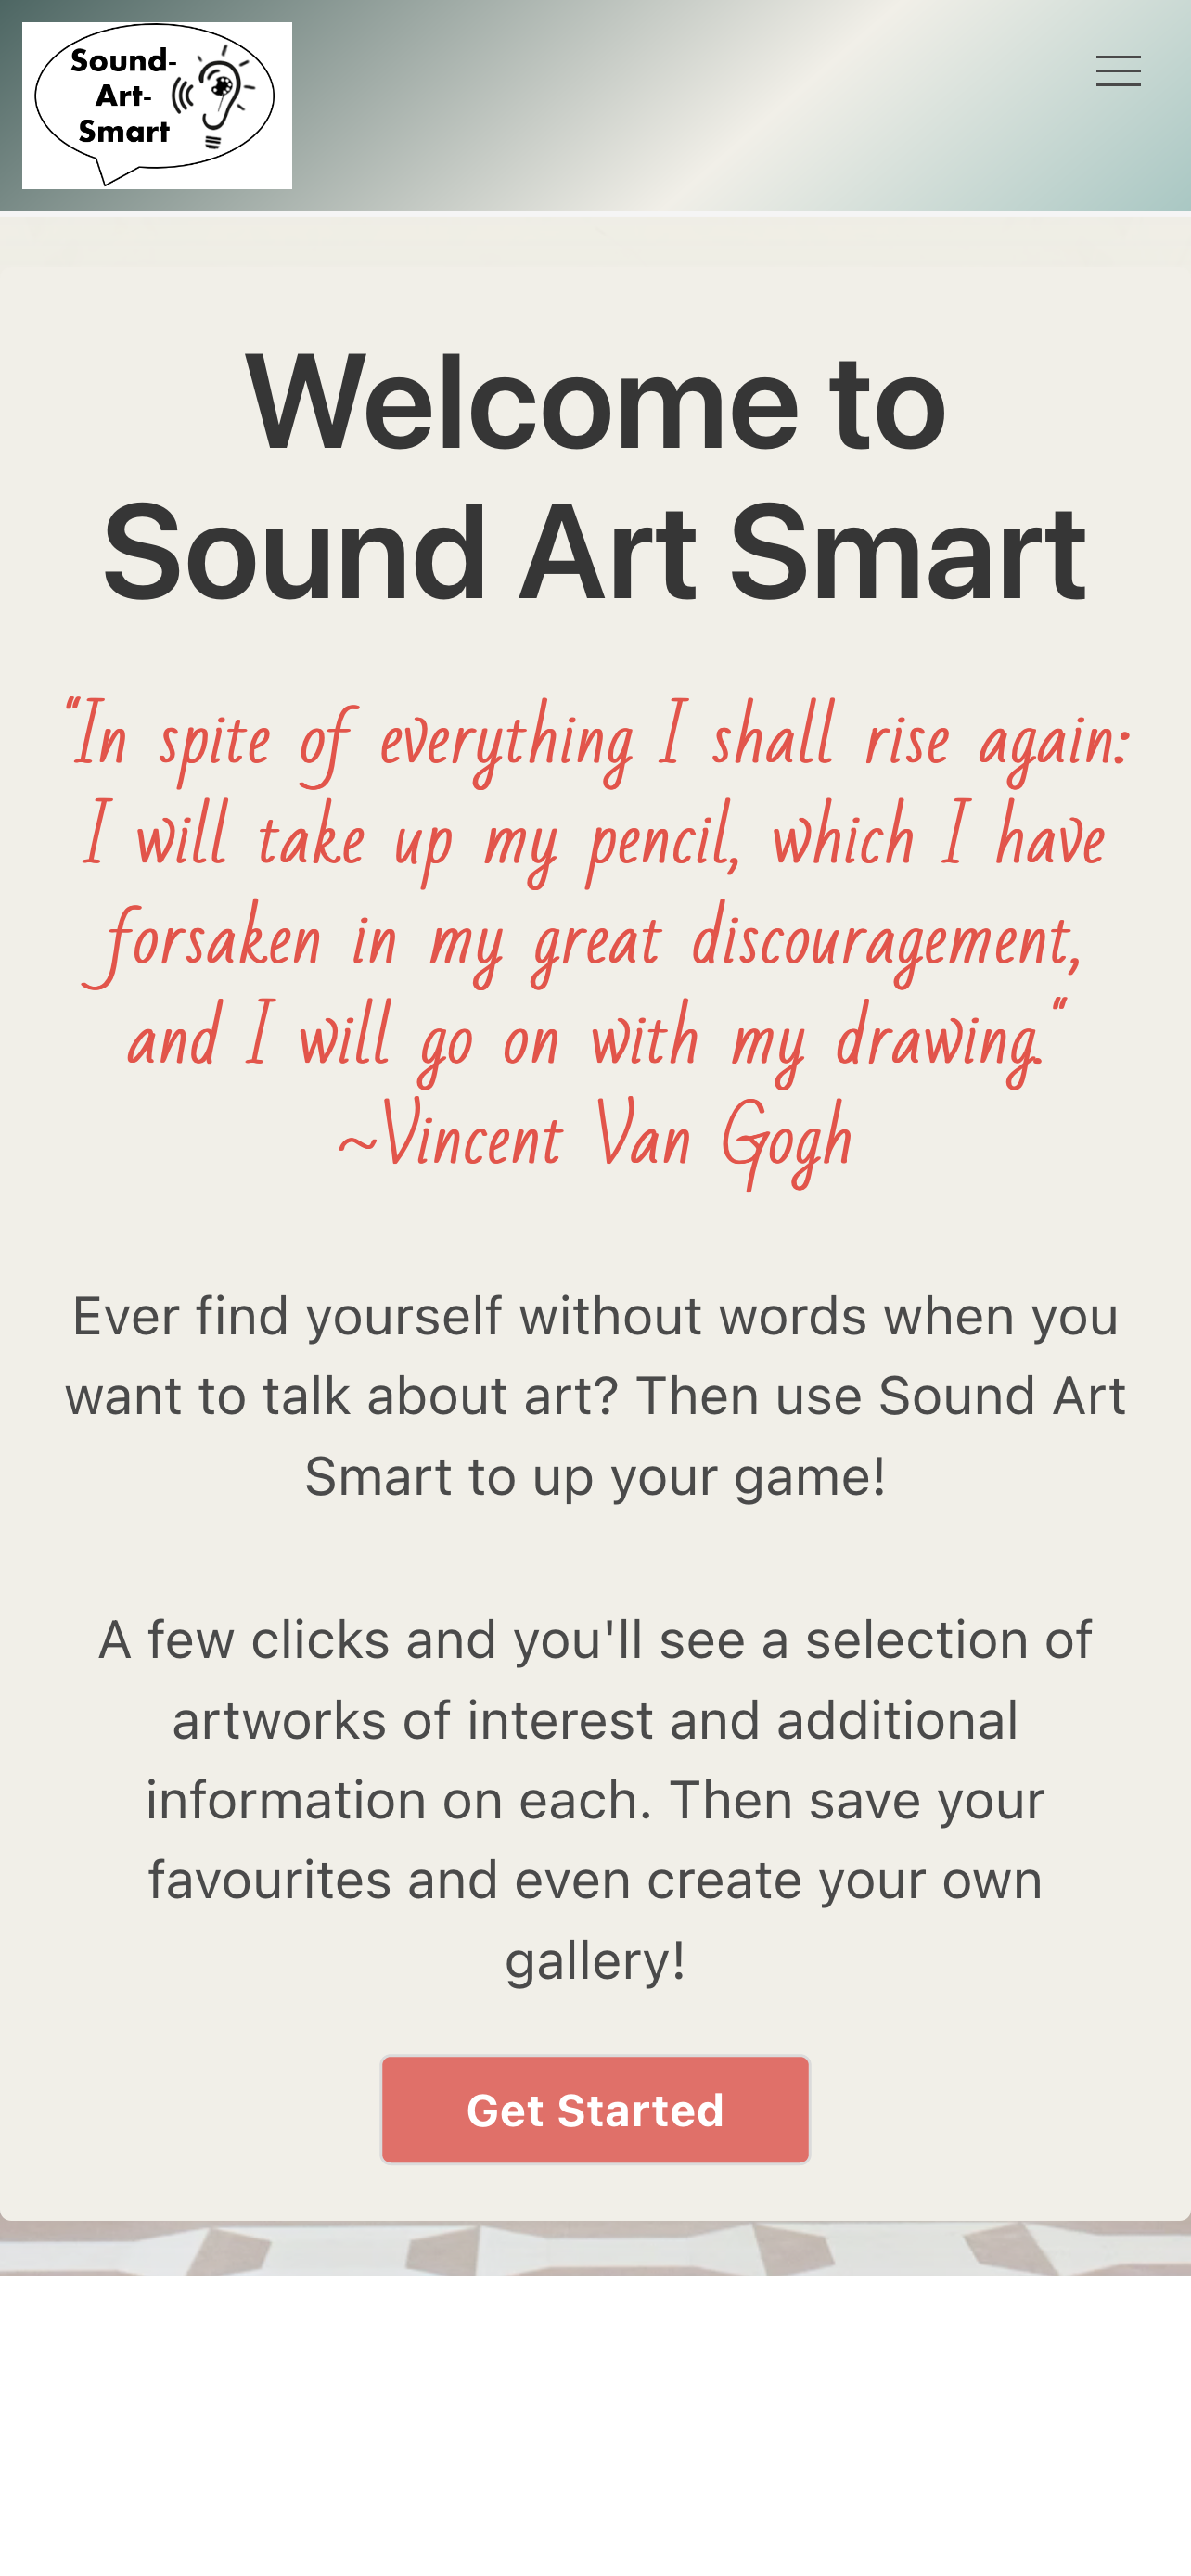 Sound-
Art-
Smart
Welcome to
Sound Art Smart
"In spite of everything I shall rise again:
I will take up my pencil, which I have
forsaken in my great discouragement,
and I will go on with my drawing."
~Vincent Van Gogh
Ever find yourself without words when you
want to talk about art? Then use Sound Art
Smart to up your game!
A few clicks and you'll see a selection of
artworks of interest and additional
information on each. Then save your
favourites and even create your own
gallery!
Get Started